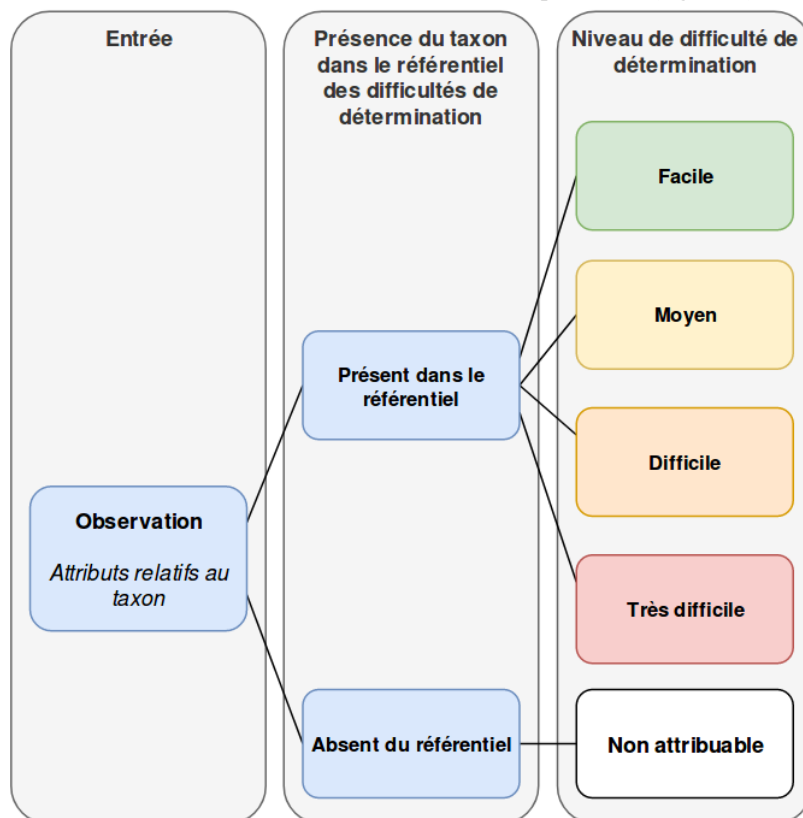 Entrée
Présence du taxon
dans le référentiel
des difficultés de
détermination
Niveau de difficulté de
détermination
Facile
Moyen
Présent dans le
référentiel
Difficile
Observation
Attributs relatifs au
taxon
Très difficile
Absent du référentiel
Non attribuable